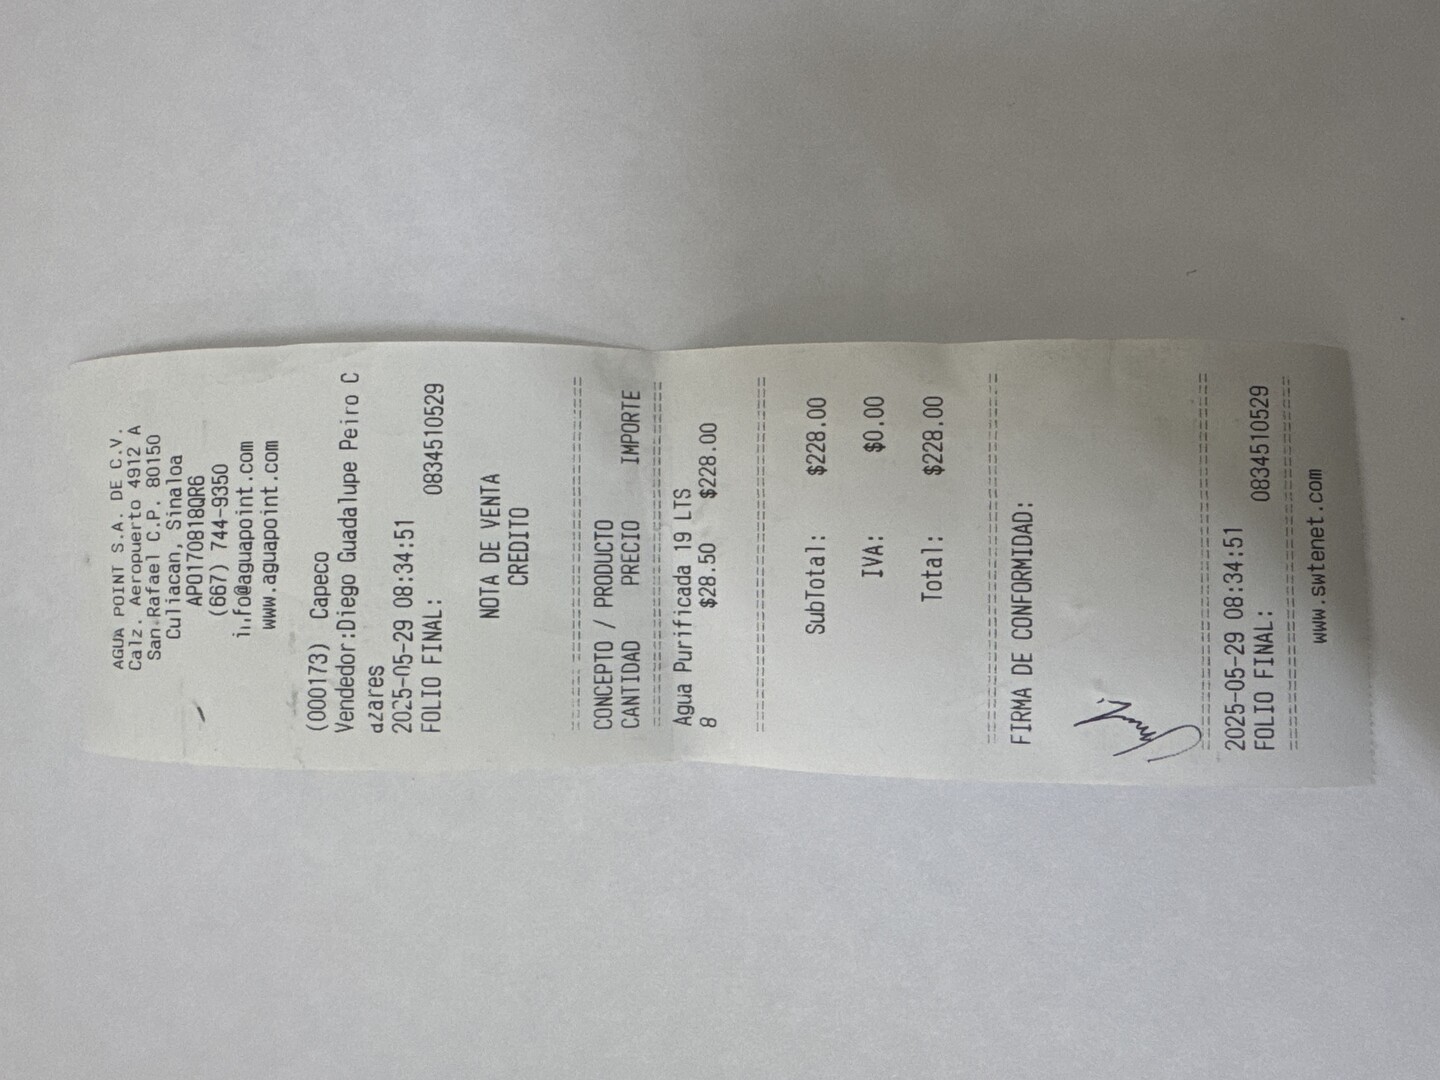 AGUA POINT S.A. DE C.V.
Calz. Aeropuerto 4912 A
San Rafael C.P. 80150
Culiacan, Sinaloa
APO170818QR6
(667) 744-9350
info@aguapoint.com
www.aguapoint.com
(000173) Capeco
Vendedor:Diego Guadalupe Peiro C
azares
2025-05-29 08:34:51
FOLIO FINAL: 0834510529
NOTA DE VENTA
CREDITO
CONCEPTO / PRODUCTO
CANTIDAD PRECIO IMPORTE
Agua Purificada 19 LTS
8 $28.50 $228.00
SubTotal: $228.00
IVA: $0.00
Total: $228.00
FIRMA DE CONFORMIDAD:
2025-05-29 08:34:51
FOLIO FINAL: 0834510529
www.swtenet.com